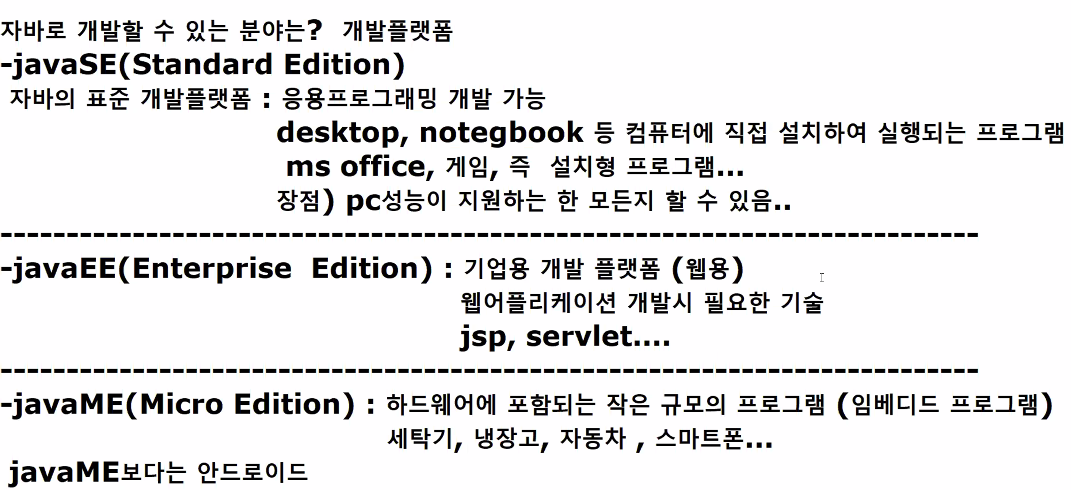 자바로 개발할 수 있는 분야는?  개발플랫폼
-javaSE(Standard Edition)
자바의 표준 개발플랫폼 : 응용프로그래밍 개발 가능
desktop, notegbook 등 컴퓨터에 직접 설치하여 실행되는 프로그램
ms office, 게임, 즉  설치형 프로그램...
장점) pc성능이 지원하는 한 모든지 할 수 있음..
--------------------------------------------------------------------------
-javaEE(Enterprise  Edition) : 기업용 개발 플랫폼 (웹용)
웹어플리케이션 개발시 필요한 기술
jsp, servlet....
--------------------------------------------------------------------------
-javaME(Micro Edition) : 하드웨어에 포함되는 작은 규모의 프로그램 (임베디드 프로그램)
세탁기, 냉장고, 자동차 , 스마트폰...
javaME보다는 안드로이드